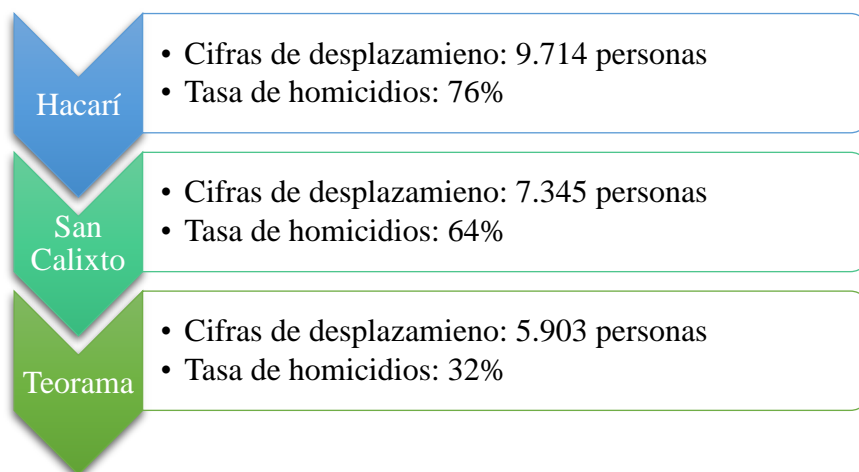 Hacarí
• Cifras de desplazamieno: 9.714 personas
• Tasa de homicidios: 76%
San
Calixto
• Cifras de desplazamieno: 7.345 personas
• Tasa de homicidios: 64%
Teorama
• Cifras de desplazamieno: 5.903 personas
• Tasa de homicidios: 32%